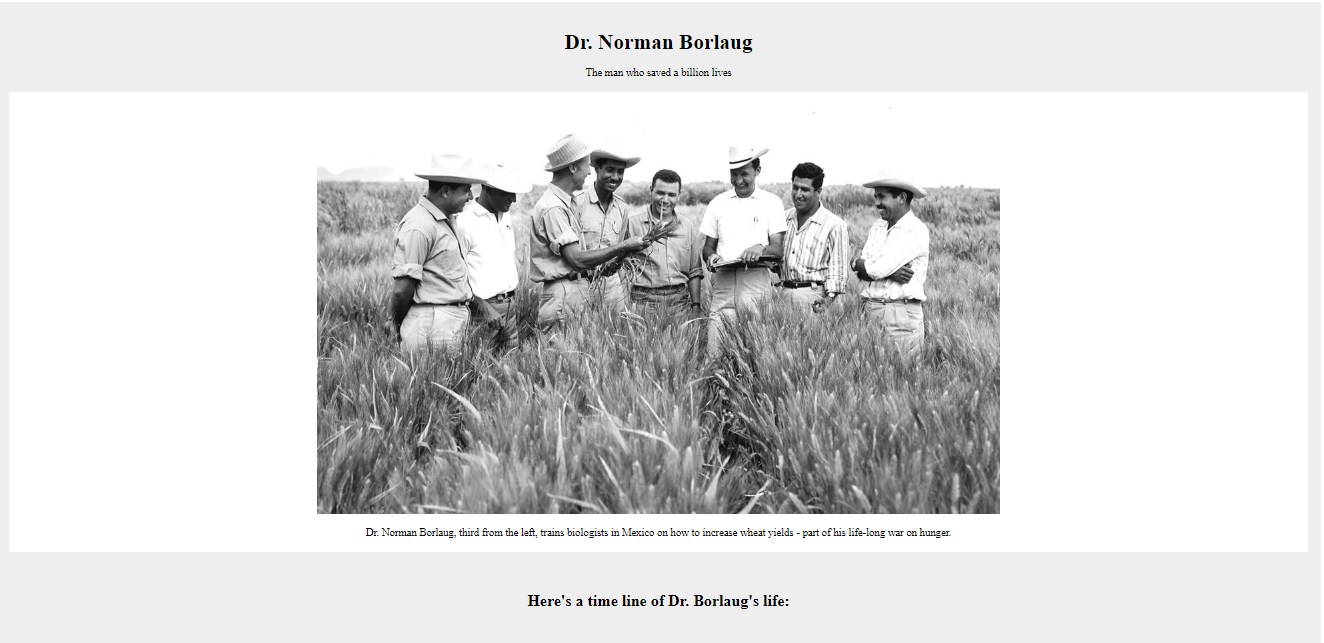 Dr. Norman Borlaug
The man who saved a billion lives
Dr. Norman Borlaug, third from the left, trains biologists in Mexico on how to increase wheat yields - part of his life-long war on hunger.
Here's a time line of Dr. Borlaug's life: